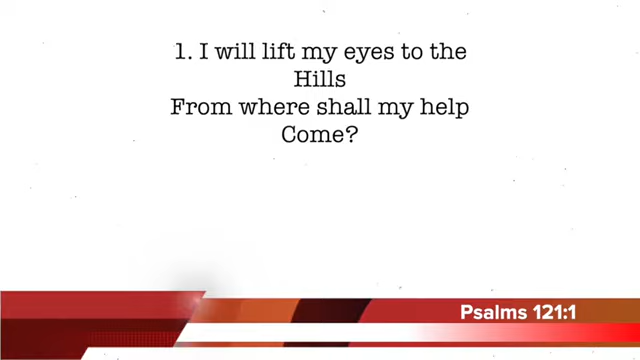 1. I will lift my eyes to the
Hills
From where shall my help
Come?
Psalms 121:1